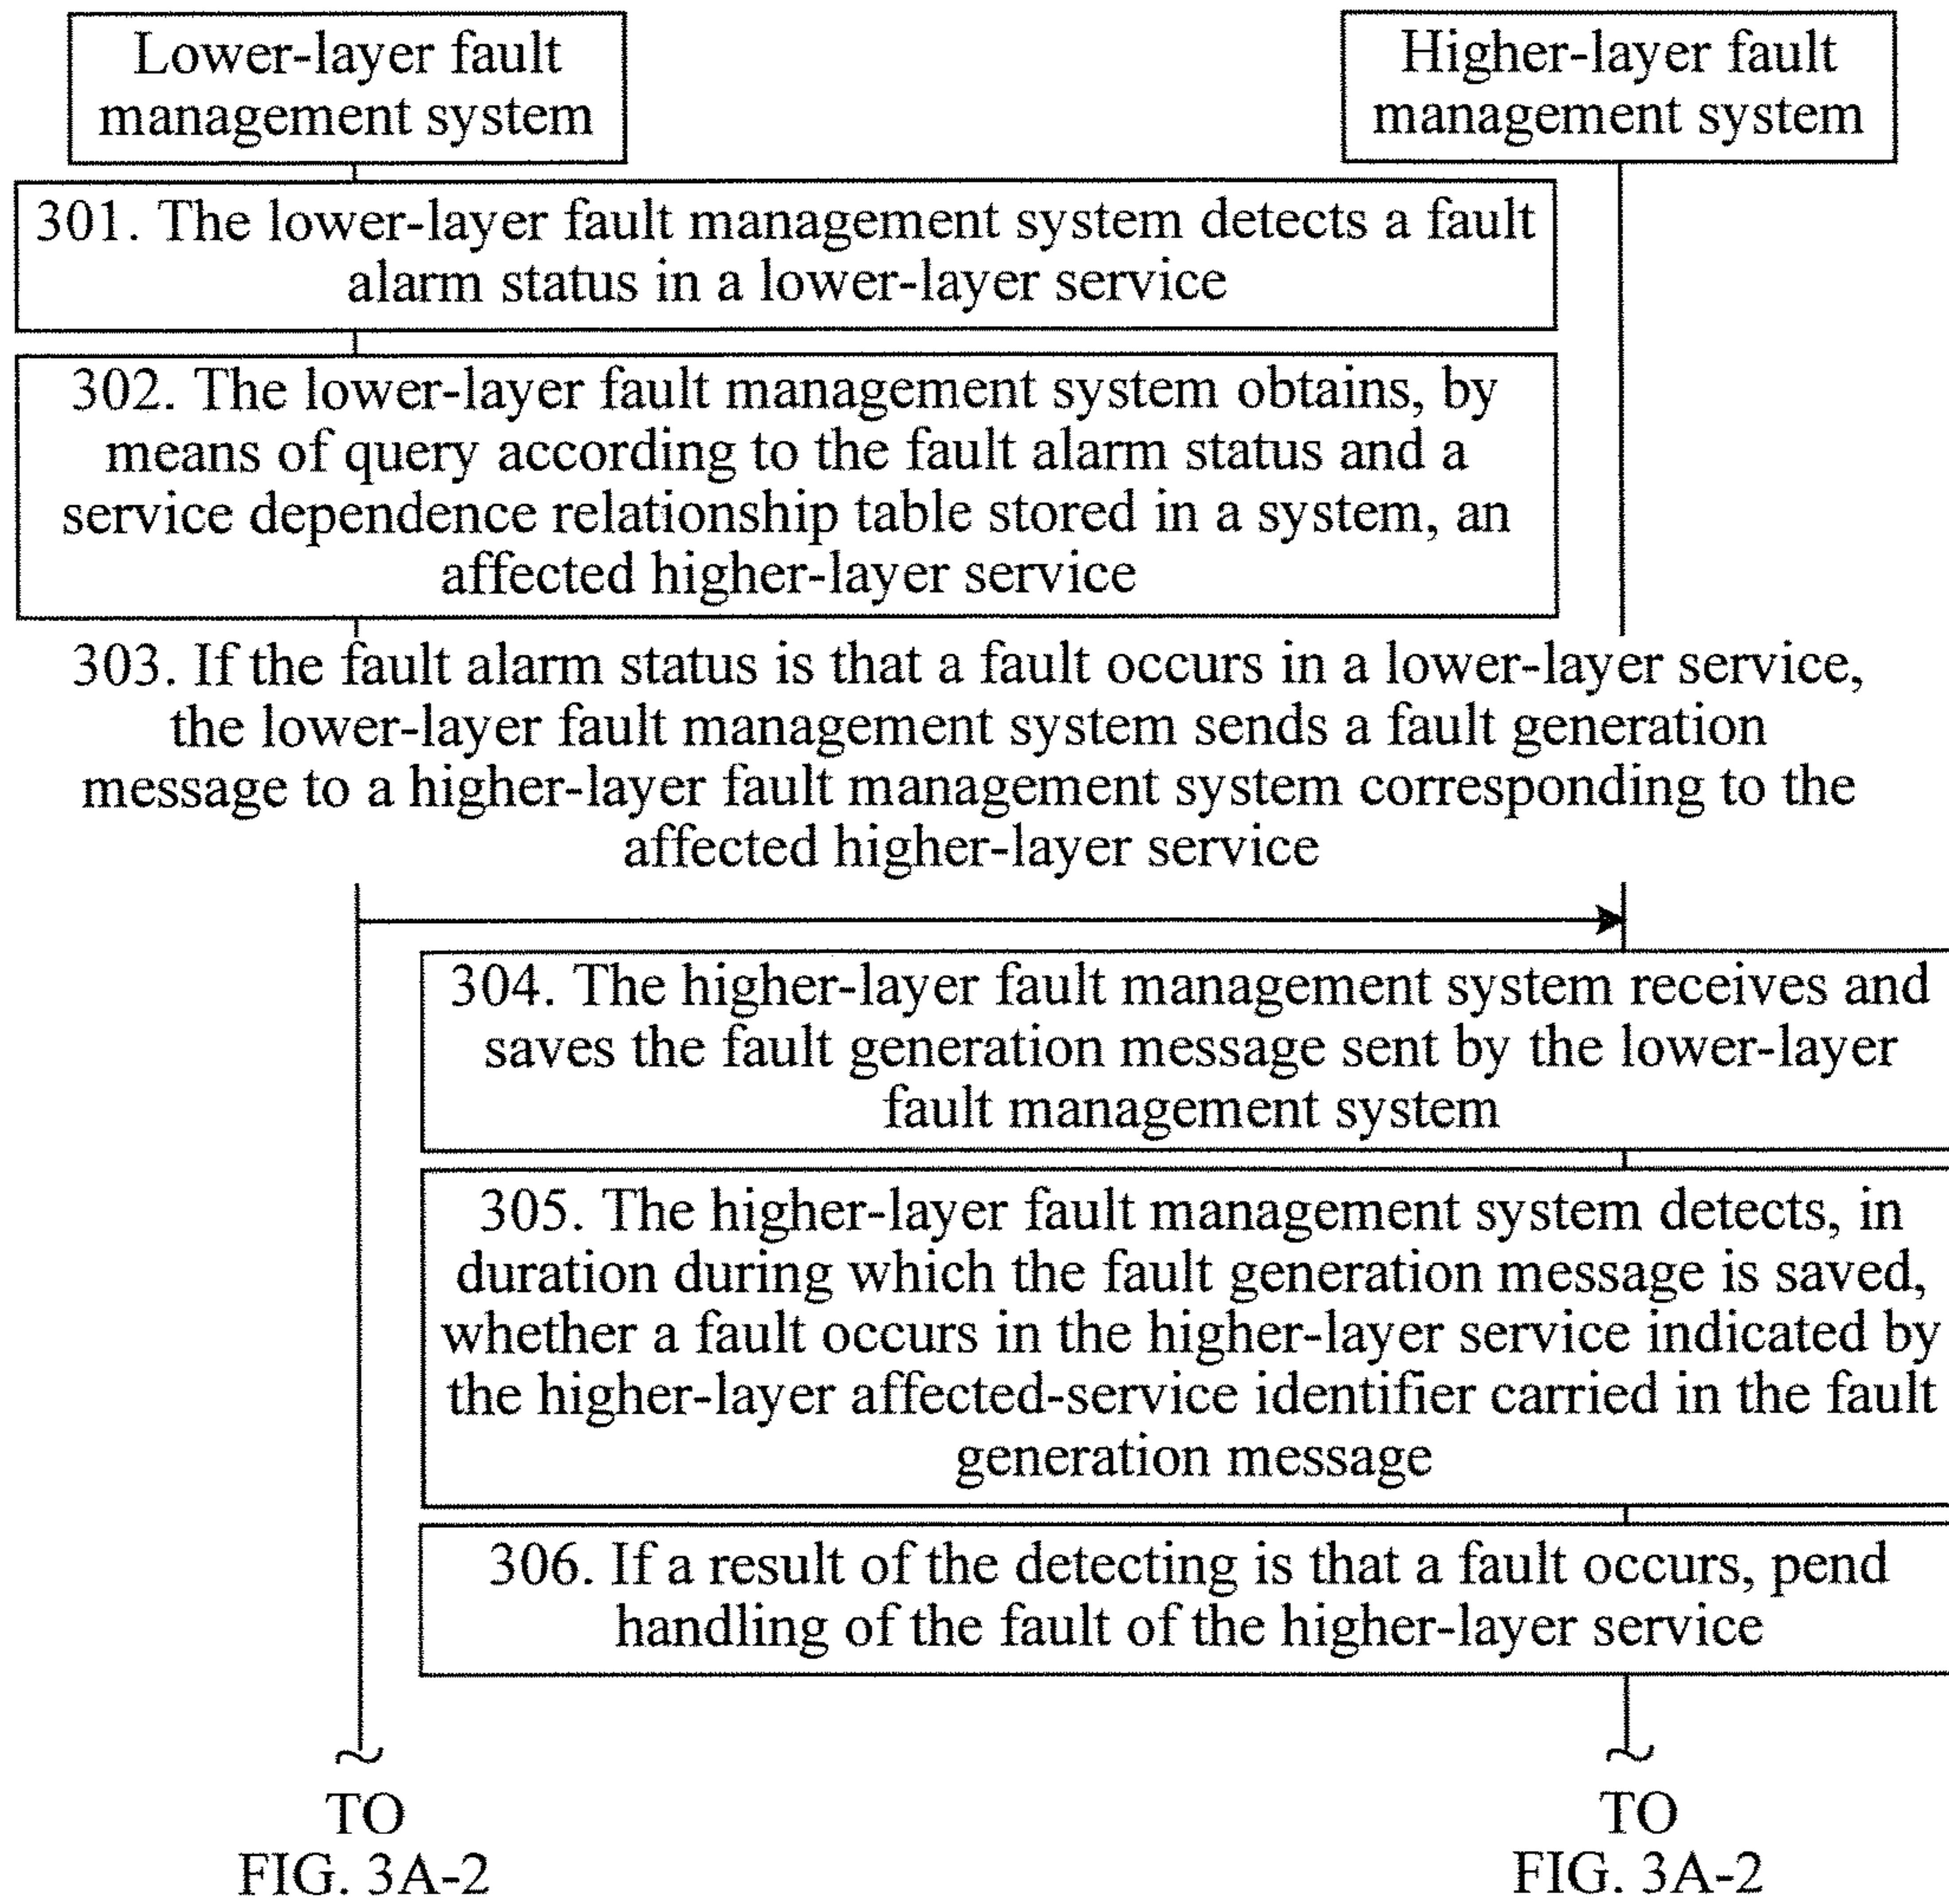 Lower-layer fault
management system
Higher-layer fault
management system
301. The lower-layer fault management system detects a fault
alarm status in a lower-layer service
302. The lower-layer fault management system obtains, by
means of query according to the fault alarm status and a
service dependence relationship table stored in a system, an
affected higher-layer service
303. If the fault alarm status is that a fault occurs in a lower-layer service,
the lower-layer fault management system sends a fault generation
message to a higher-layer fault management system corresponding to the
affected higher-layer service
304. The higher-layer fault management system receives and
saves the fault generation message sent by the lower-layer
fault management system
305. The higher-layer fault management system detects, in
duration during which the fault generation message is saved,
whether a fault occurs in the higher-layer service indicated by
the higher-layer affected-service identifier carried in the fault
generation message
306. If a result of the detecting is that a fault occurs, pend
handling of the fault of the higher-layer service
TO
FIG. 3A-2
TO
FIG. 3A-2